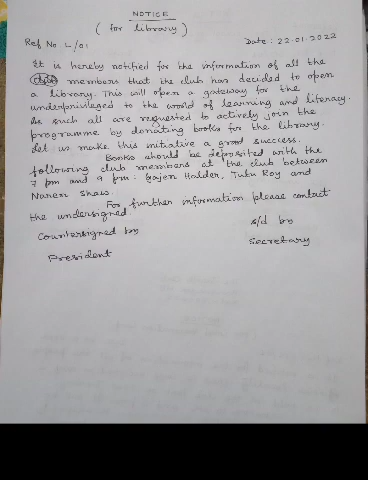 NOTICE
(for library)
Ref No L/01
Date: 22.01.2022
It is hereby notified for the information of all the
club members that the club has decided to open
a library. This will open a gateway for the
underprivileged to the world of learning and literacy.
As such all are requested to actively join the
programme by donating books for the library.
Let us make this initiative a good success.
Books should be deposited with the
following club members at the club between
7 pm and 9 pm: Gajen Halder, Tutu Roy and
Naren Shaw.
For further information please contact
the undersigned
Countersigned by
s/d by
Secretary
President